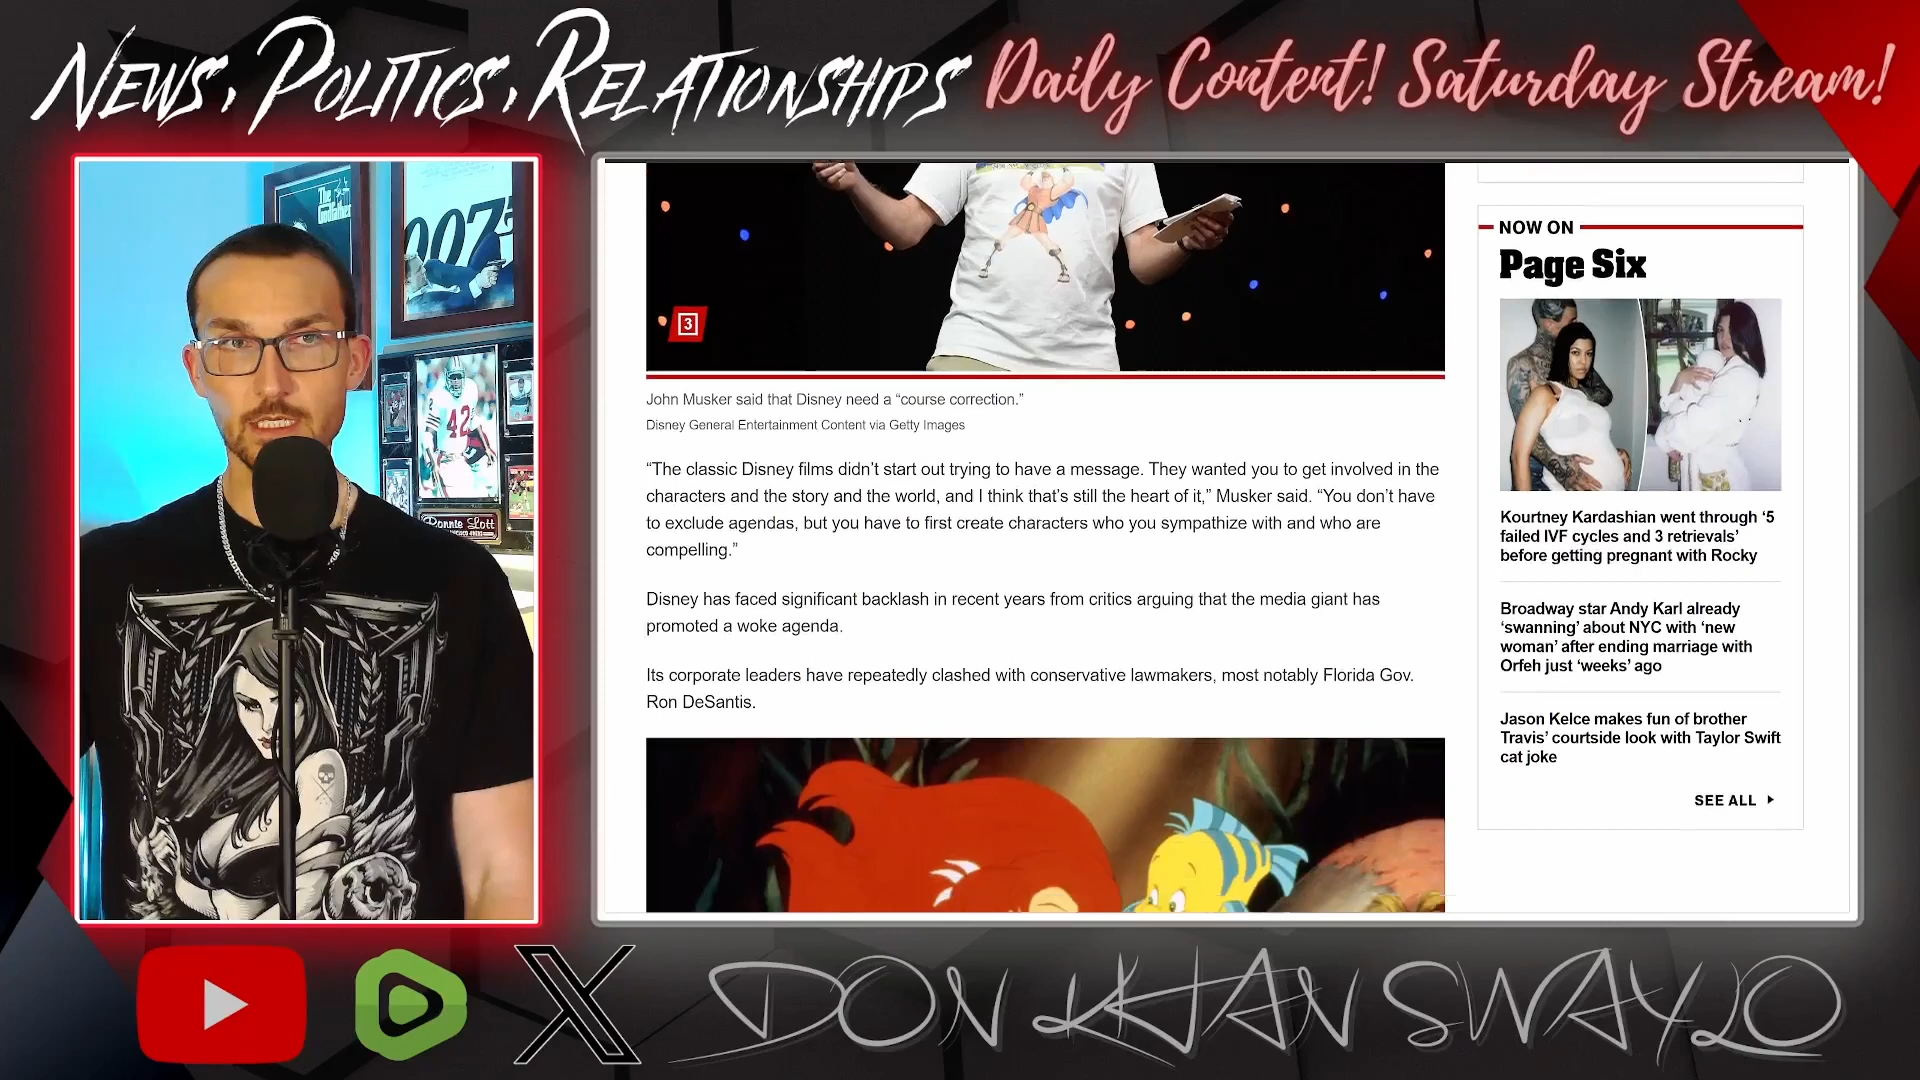 NEWS, POLITICS, RELATIONSHIPS Daily Content! Saturday Stream!
The
Godfather
007
42
Ronnie Lott
3
John Musker said that Disney need a “course correction.”
Disney General Entertainment Content via Getty Images
“The classic Disney films didn’t start out trying to have a message. They wanted you to get involved in the
characters and the story and the world, and I think that’s still the heart of it,” Musker said. “You don’t have
to exclude agendas, but you have to first create characters who you sympathize with and who are
compelling.”
Disney has faced significant backlash in recent years from critics arguing that the media giant has
promoted a woke agenda.
Its corporate leaders have repeatedly clashed with conservative lawmakers, most notably Florida Gov.
Ron DeSantis.
NOW ON
Page Six
Kourtney Kardashian went through ‘5
failed IVF cycles and 3 retrievals’
before getting pregnant with Rocky
Broadway star Andy Karl already
‘swanning’ about NYC with ‘new
woman’ after ending marriage with
Orfeh just ‘weeks’ ago
Jason Kelce makes fun of brother
Travis’ courtside look with Taylor Swift
cat joke
SEE ALL
X DON KHAN SWAYLO